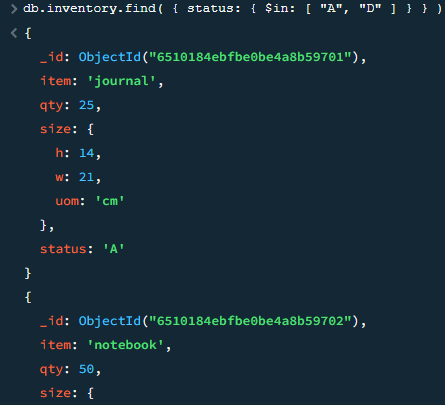 > db.inventory.find( { status: { $in: [ "A", "D" ] } } )
< {
_id: ObjectId("6510184ebfbe0be4a8b59701"),
item: 'journal',
qty: 25,
size: {
h: 14,
w: 21,
uom: 'cm'
},
status: 'A'
}
{
_id: ObjectId("6510184ebfbe0be4a8b59702"),
item: 'notebook',
qty: 50,
size: {